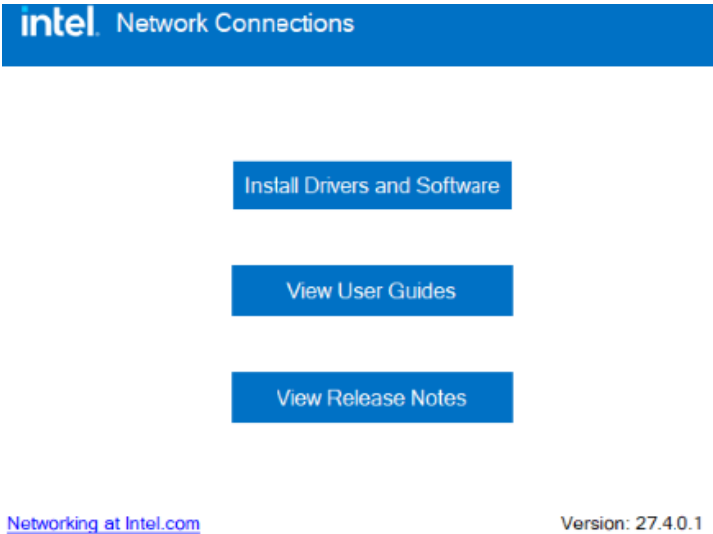 intel. Network Connections
Install Drivers and Software
View User Guides
View Release Notes
Networking at Intel.com
Version: 27.4.0.1